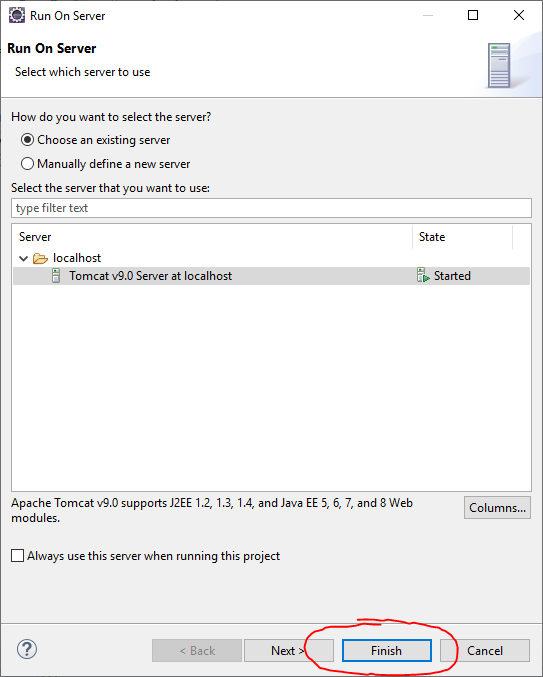 Run On Server
Run On Server
Select which server to use
How do you want to select the server?
Choose an existing server
Manually define a new server
Select the server that you want to use:
type filter text
Server State
localhost
Tomcat v9.0 Server at localhost Started
Apache Tomcat v9.0 supports J2EE 1.2, 1.3, 1.4, and Java EE 5, 6, 7, and 8 Web
modules.
Columns...
Always use this server when running this project
? < Back Next > Finish Cancel